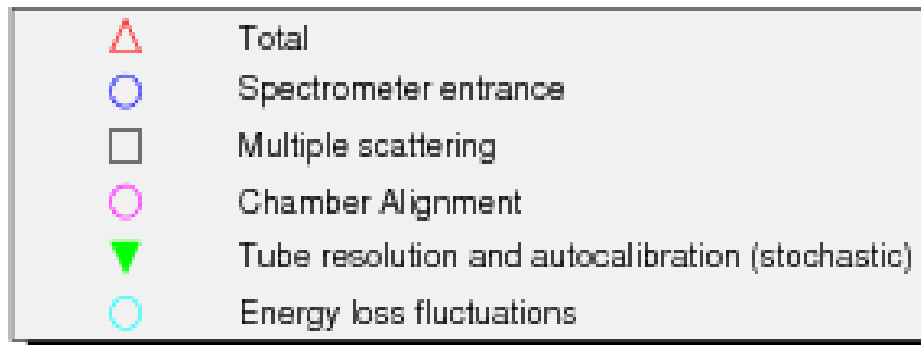 Total
Spectrometer entrance
Multiple scattering
Chamber Alignment
Tube resolution and autocalibration (stochastic)
Energy loss fluctuations